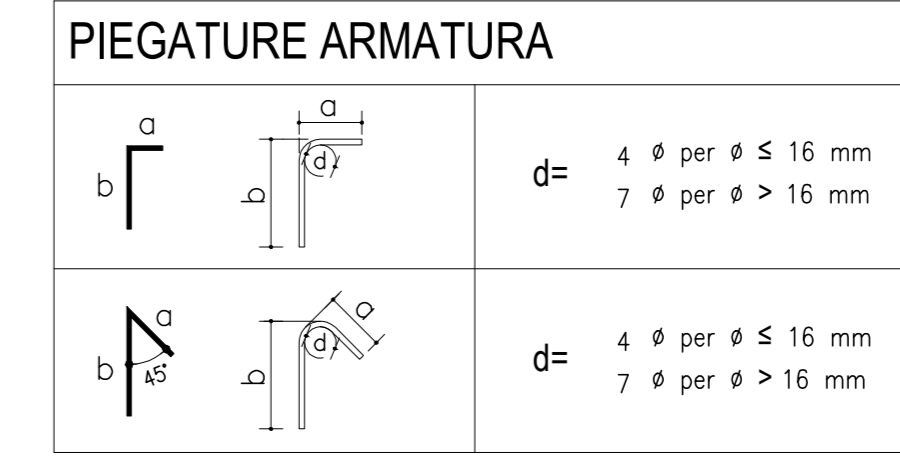 PIEGATURE ARMATURA
a
b
a
b
d
d= 4 ø per ø ≤ 16 mm
7 ø per ø > 16 mm
a
b
45°
a
b
d
d= 4 ø per ø ≤ 16 mm
7 ø per ø > 16 mm